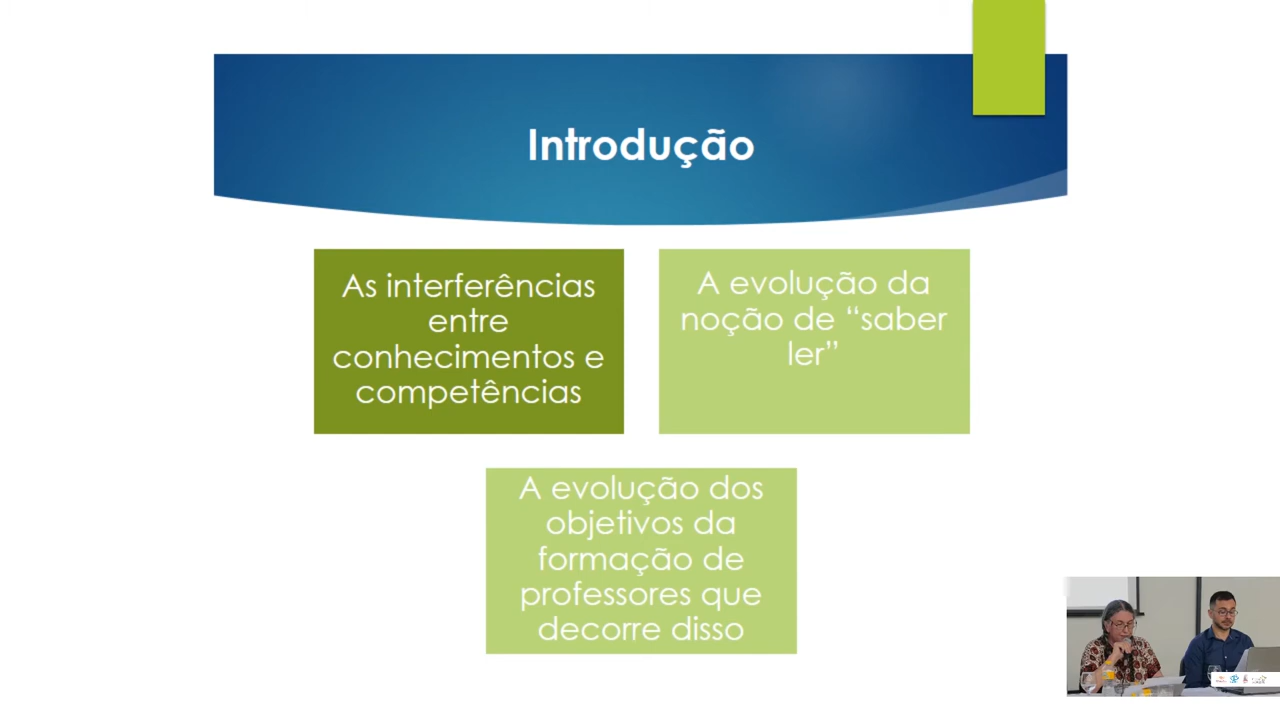 Introdução
As interferências
entre
conhecimentos e
competências
A evolução da
noção de “saber
ler”
A evolução dos
objetivos da
formação de
professores que
decorre disso